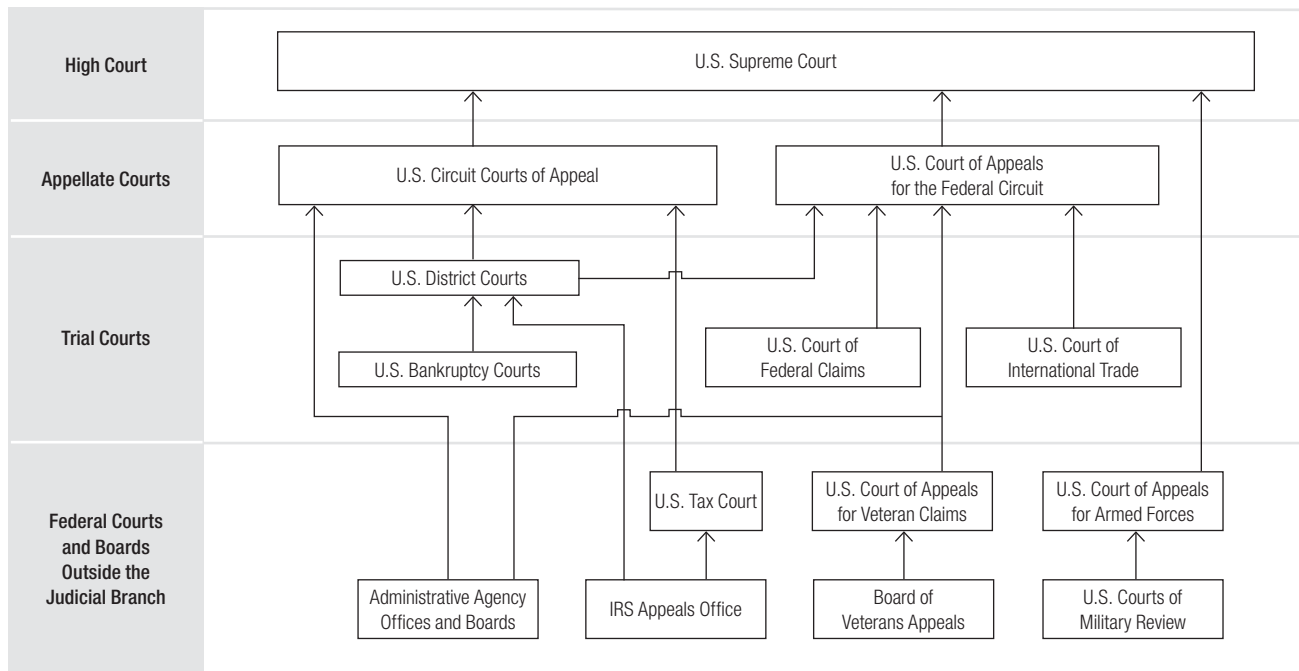 High Court
U.S. Supreme Court
Appellate Courts
U.S. Circuit Courts of Appeal
U.S. Court of Appeals
for the Federal Circuit
Trial Courts
U.S. District Courts
U.S. Bankruptcy Courts
U.S. Court of
Federal Claims
U.S. Court of
International Trade
Federal Courts
and Boards
Outside the
Judicial Branch
U.S. Tax Court
U.S. Court of Appeals
for Veteran Claims
U.S. Court of Appeals
for Armed Forces
Administrative Agency
Offices and Boards
IRS Appeals Office
Board of
Veterans Appeals
U.S. Courts of
Military Review